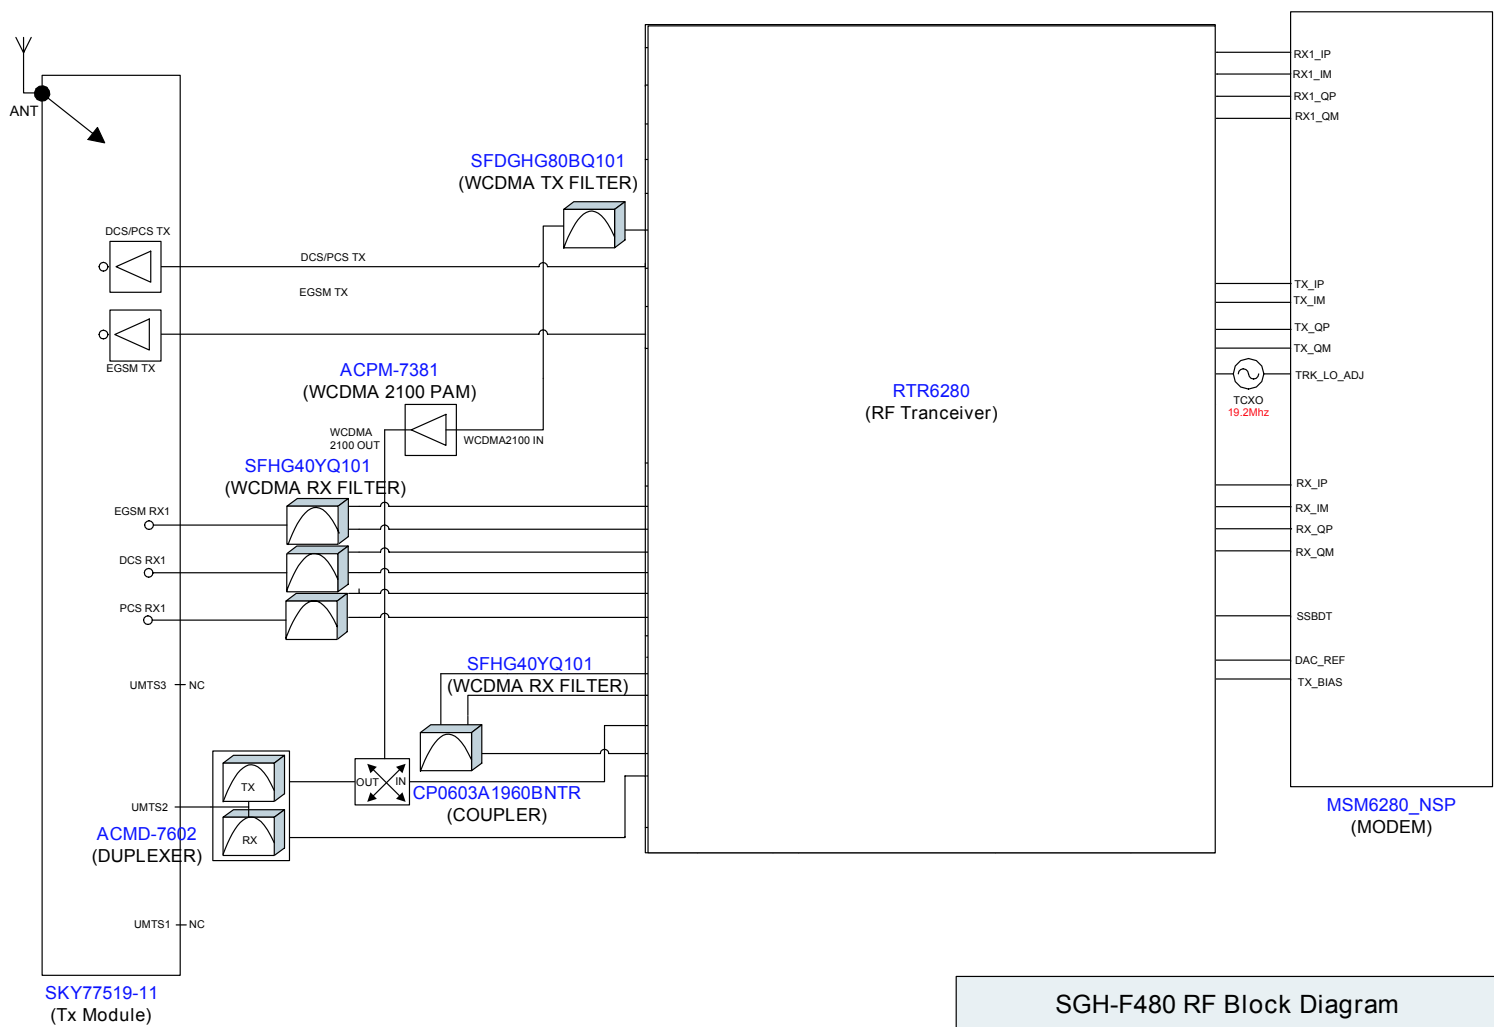 ANT
DCS/PCS TX
EGSM TX
DCS/PCS TX
EGSM TX
SFDGHG80BQ101
(WCDMA TX FILTER)
ACPM-7381
(WCDMA 2100 PAM)
WCDMA
2100 OUT
WCDMA2100 IN
SFHG40YQ101
(WCDMA RX FILTER)
EGSM RX1
DCS RX1
PCS RX1
UMTS3
NC
SFHG40YQ101
(WCDMA RX FILTER)
TX
RX
UMTS2
ACMD-7602
(DUPLEXER)
OUT
IN
CP0603A1960BNTR
(COUPLER)
UMTS1
NC
SKY77519-11
(Tx Module)
RTR6280
(RF Tranceiver)
RX1_IP
RX1_IM
RX1_QP
RX1_QM
TX_IP
TX_IM
TX_QP
TX_QM
TRK_LO_ADJ
TCXO
19.2Mhz
RX_IP
RX_IM
RX_QP
RX_QM
SSBDT
DAC_REF
TX_BIAS
MSM6280_NSP
(MODEM)
SGH-F480 RF Block Diagram